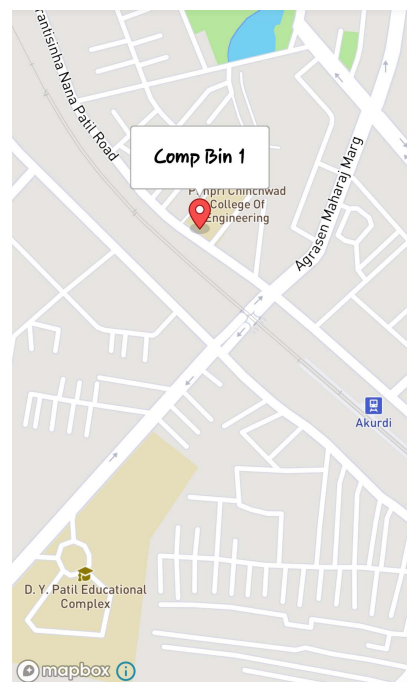 rantisinha Nana Patil Road
Comp Bin 1
Pimpri Chinchwad
College Of
Engineering
Agrasen Maharaj Marg
Akurdi
D. Y. Patil Educational
Complex
mapbox